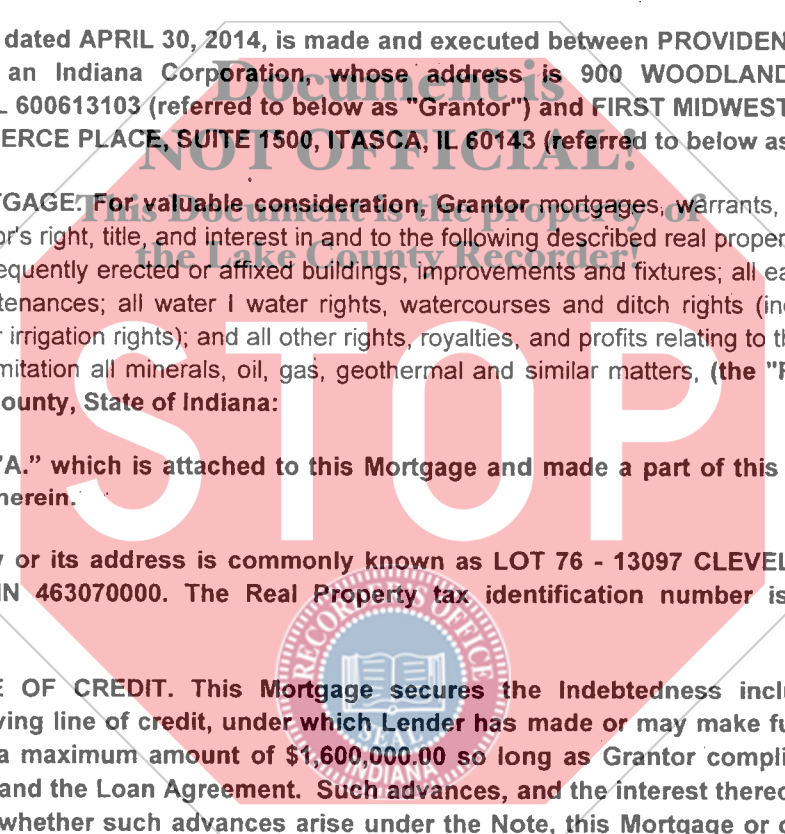 dated APRIL 30, 2014, is made and executed between PROVIDEN
an Indiana Corporation, whose address is 900 WOODLAND
L 600613103 (referred to below as "Grantor") and FIRST MIDWEST
ERCE PLACE, SUITE 1500, ITASCA, IL 60143 (referred to below as
Document is
NOT OFFICIAL!
This Document is the property of
the Lake County Recorder!
TGAGE. For valuable consideration, Grantor mortgages, warrants,
or's right, title, and interest in and to the following described real proper
equently erected or affixed buildings, improvements and fixtures; all ea
tenances; all water l water rights, watercourses and ditch rights (in
r irrigation rights); and all other rights, royalties, and profits relating to th
mitation all minerals, oil, gas, geothermal and similar matters, (the "R
ounty, State of Indiana:
STOP
"A." which is attached to this Mortgage and made a part of this
herein.
y or its address is commonly known as LOT 76 - 13097 CLEVEL
IN 463070000. The Real Property tax identification number is
E OF CREDIT. This Mortgage secures the Indebtedness incl
ving line of credit, under which Lender has made or may make fu
a maximum amount of $1,600,000.00 so long as Grantor compli
and the Loan Agreement. Such advances, and the interest thereo
whether such advances arise under the Note, this Mortgage or o
RECORDER'S OFFICE
SEAL
INDIANA